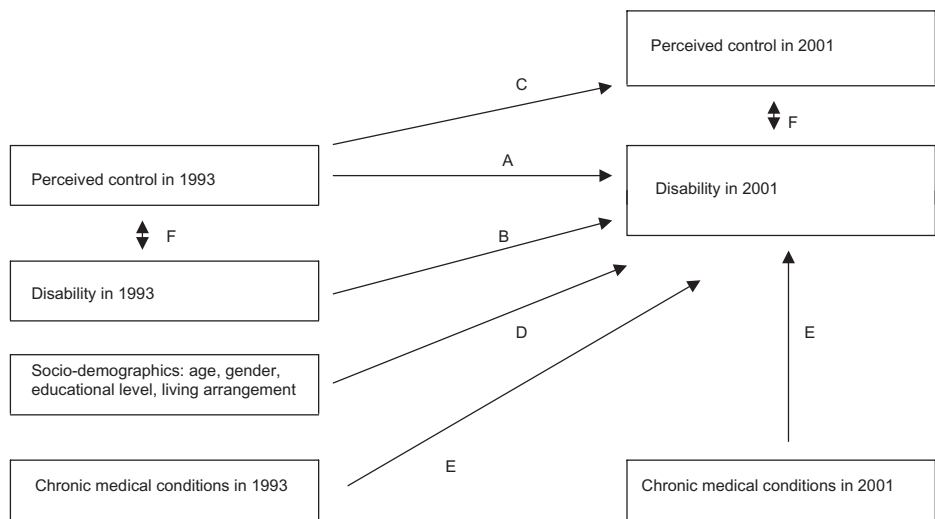 Perceived control in 2001
C
F
A
Perceived control in 1993
Disability in 2001
F
B
Disability in 1993
D
E
Socio-demographics: age, gender,
educational level, living arrangement
E
Chronic medical conditions in 1993
Chronic medical conditions in 2001